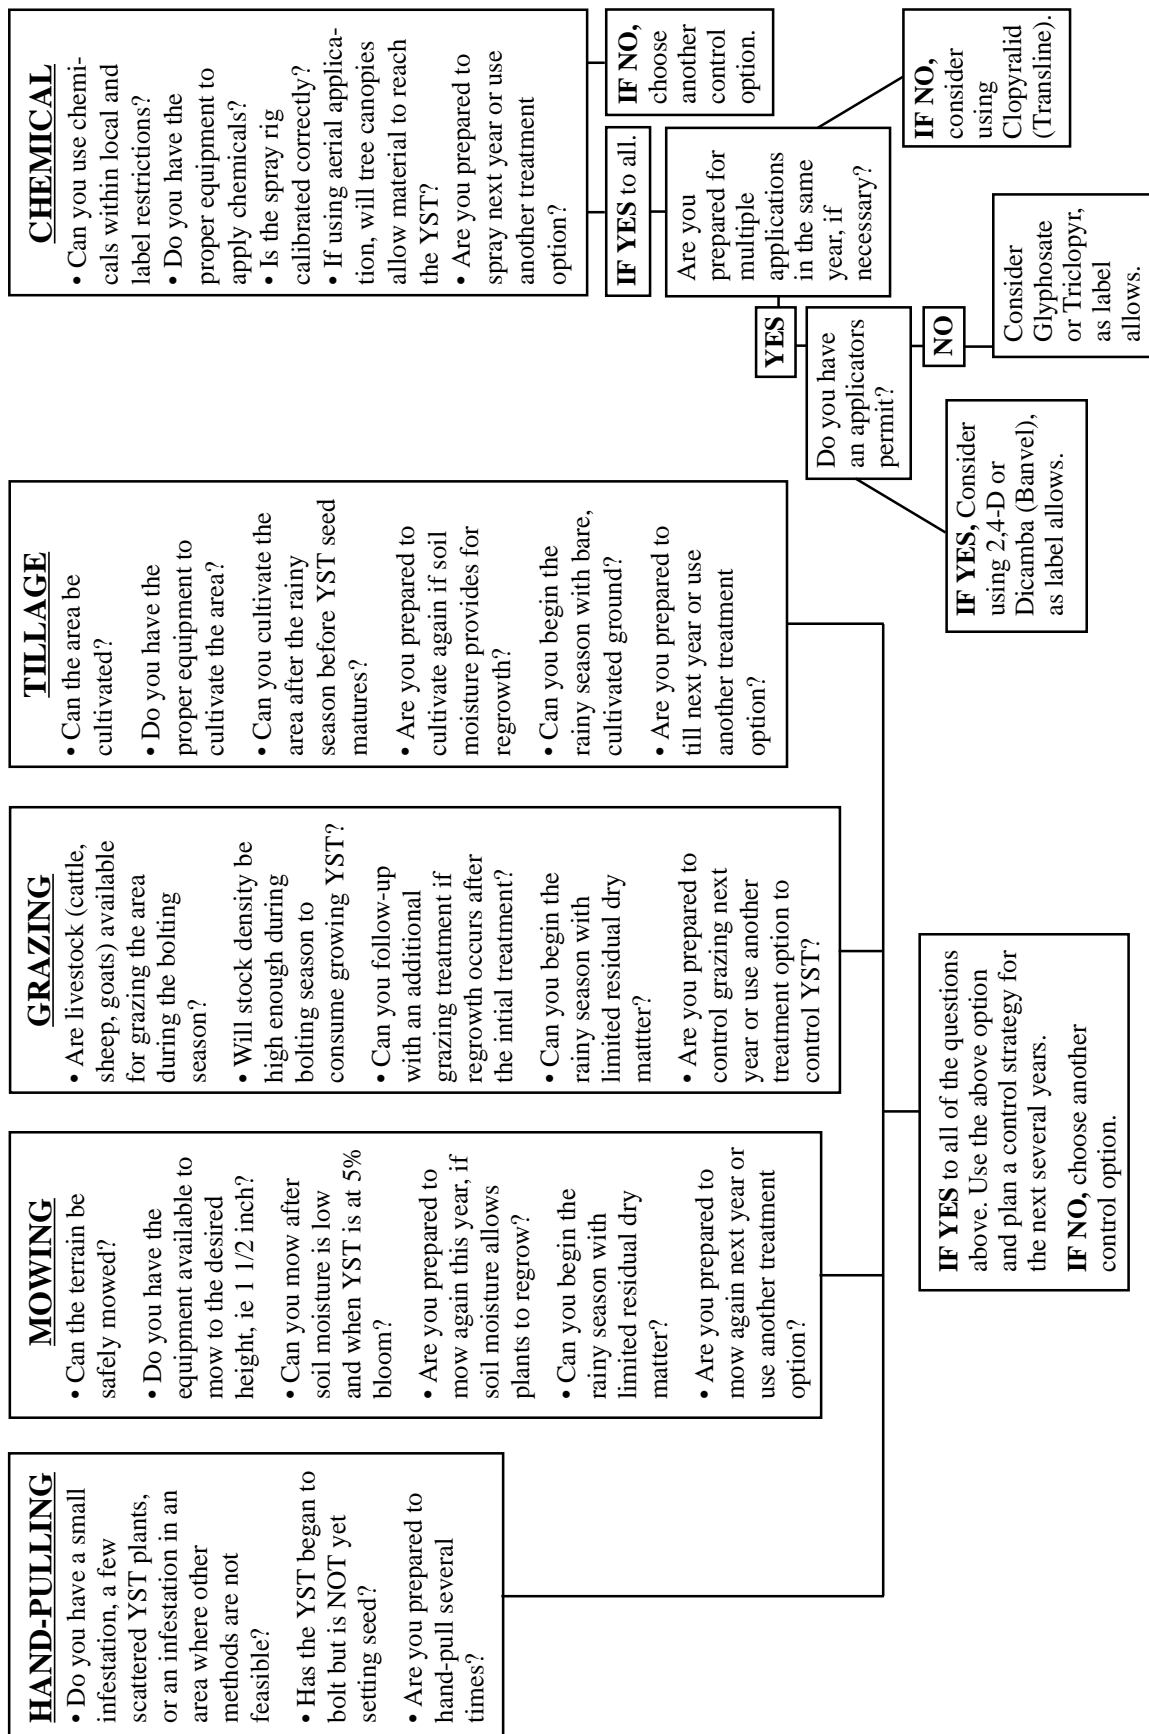 HAND-PULLING
• Do you have a small
infestation, a few
scattered YST plants,
or an infestation in an
area where other
methods are not
feasible?
• Has the YST began to
bolt but is NOT yet
setting seed?
• Are you prepared to
hand-pull several
times?
MOWING
• Can the terrain be
safely mowed?
• Do you have the
equipment available to
mow to the desired
height, ie 1 1/2 inch?
• Can you mow after
soil moisture is low
and when YST is at 5%
bloom?
• Are you prepared to
mow again this year, if
soil moisture allows
plants to regrow?
• Can you begin the
rainy season with
limited residual dry
matter?
• Are you prepared to
mow again next year or
use another treatment
option?
GRAZING
• Are livestock (cattle,
sheep, goats) available
for grazing the area
during the bolting
season?
• Will stock density be
high enough during
bolting season to
consume growing YST?
• Can you follow-up
with an additional
grazing treatment if
regrowth occurs after
the intial treatment?
• Can you begin the
rainy season with
limited residual dry
matter?
• Are you prepared to
control grazing next
year or use another
treatment option to
control YST?
TILLAGE
• Can the area be
cultivated?
• Do you have the
proper equipment to
cultivate the area?
• Can you cultivate the
area after the rainy
season before YST seed
matures?
• Are you prepared to
cultivate again if soil
moisture provides for
regrowth?
• Can you begin the
rainy season with bare,
cultivated ground?
• Are you prepared to
till next year or use
another treatment
option?
IF YES to all of the questions
above. Use the above option
and plan a control strategy for
the next several years.
IF NO, choose another
control option.
CHEMICAL
• Can you use chemi-
cals within local and
label restrictions?
• Do you have the
proper equipment to
apply chemicals?
• Is the spray rig
calibrated correctly?
• If using aerial applica-
tion, will tree canopies
allow material to reach
the YST?
• Are you prepared to
spray next year or use
another treatment
option?
IF YES to all.
IF NO,
choose
another
control
option.
Are you
prepared for
multiple
applications
in the same
year, if
necessary?
YES
IF NO,
consider
using
Clopyralid
(Transline).
Do you have
an applicators
permit?
NO
IF YES, Consider
using 2,4-D or
Dicamba (Banvel),
as label allows.
Consider
Glyphosate
or Triclopyr,
as label
allows.